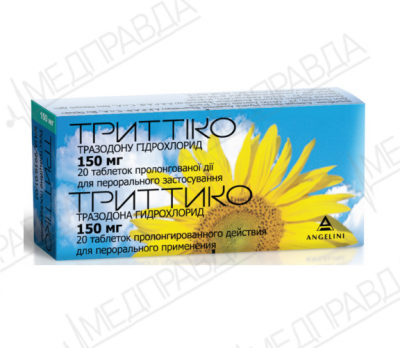 МЕДПРАВДА
150 мг
ТРИТТІКО
ТРАЗОДОНУ ГІДРОХЛОРИД
150 мг
20 таблеток пролонгованої дії
для перорального застосування
ТРИТТИКО
ТРАЗОДОНА ГИДРОХЛОРИД
150 мг
20 таблеток пролонгированного действия
для перорального применения
ANGELINI